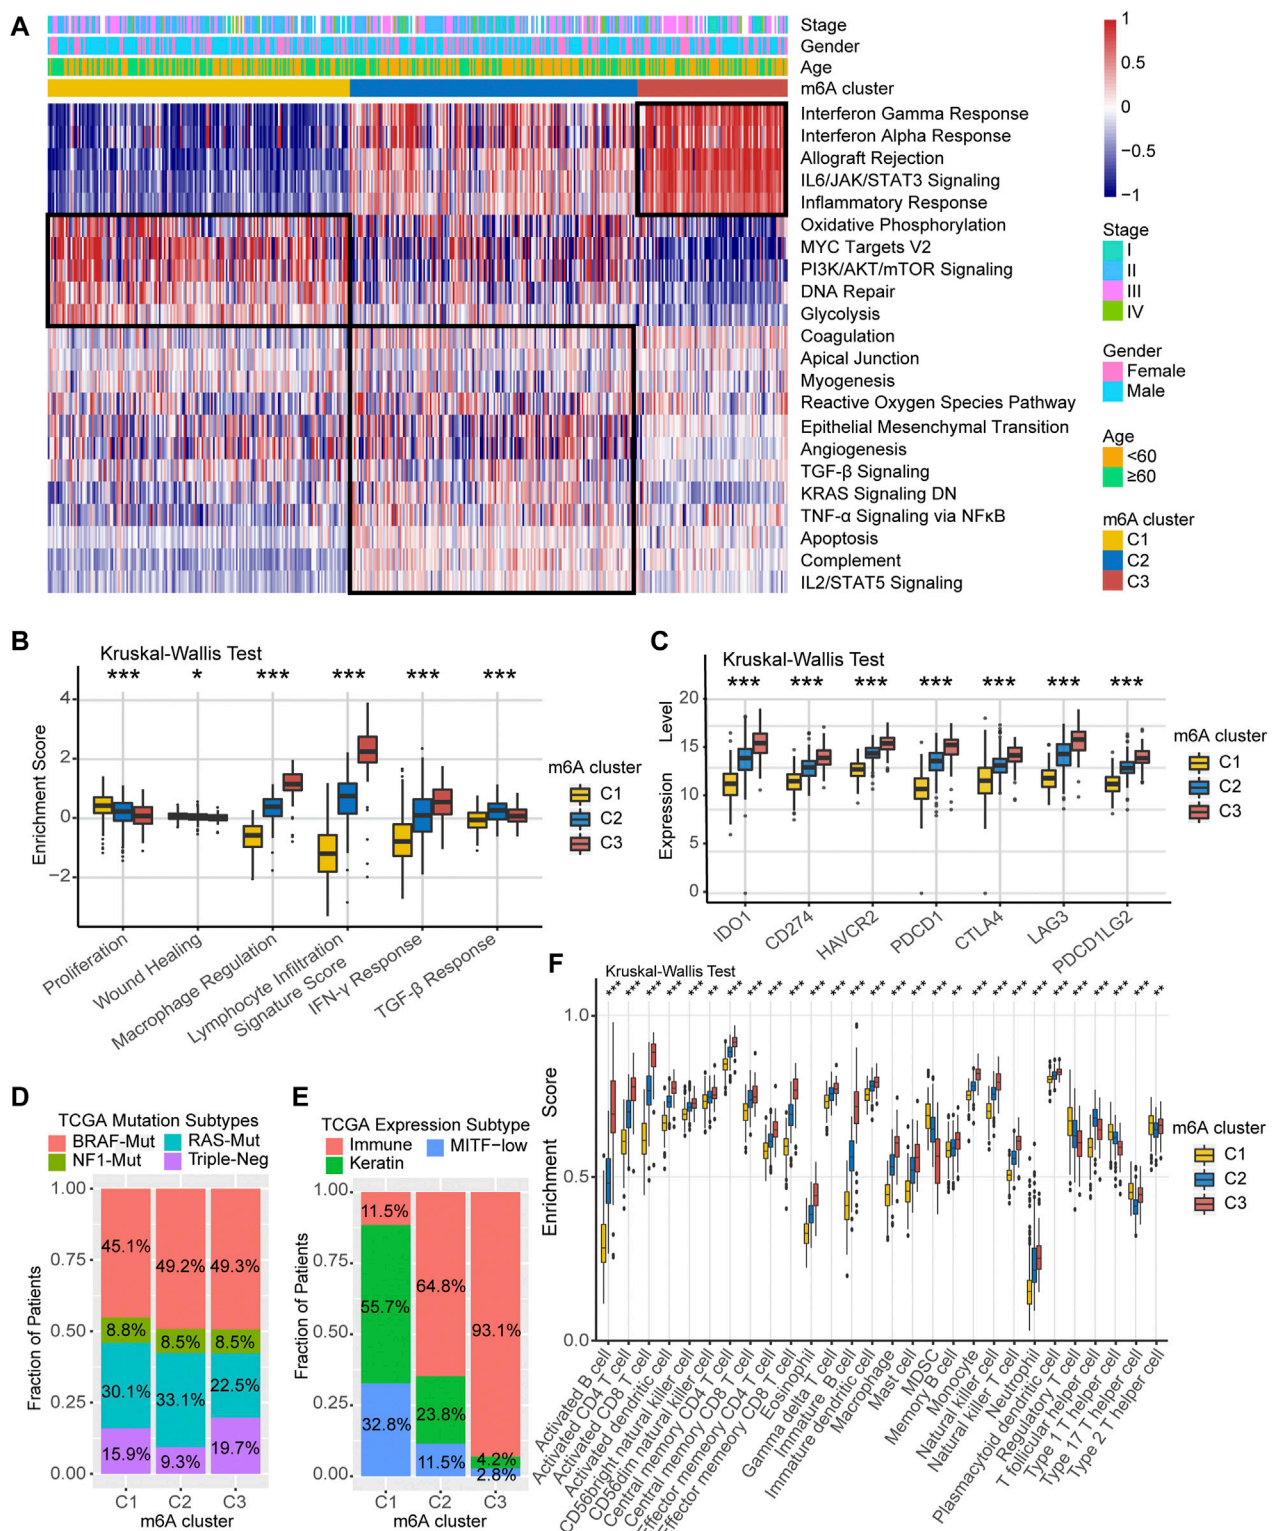 A
Stage
Gender
Age
m6A cluster
Interferon Gamma Response
Interferon Alpha Response
Allograft Rejection
IL6/JAK/STAT3 Signaling
Inflammatory Response
Oxidative Phosphorylation
MYC Targets V2
PI3K/AKT/mTOR Signaling
DNA Repair
Glycolysis
Coagulation
Apical Junction
Myogenesis
Reactive Oxygen Species Pathway
Epithelial Mesenchymal Transition
Angiogenesis
TGF-β Signaling
KRAS Signaling DN
TNF-α Signaling via NFκB
Apoptosis
Complement
IL2/STAT5 Signaling
1
0.5
0
−0.5
−1
Stage
I
II
III
IV
Gender
Female
Male
Age
<60
≥60
m6A cluster
C1
C2
C3
B
Kruskal-Wallis Test
*** * *** *** *** ***
Enrichment Score
4
2
0
−2
Proliferation
Wound Healing
Macrophage Regulation
Lymphocyte Infiltration
Signature Score
IFN-γ Response
TGF-β Response
m6A cluster
C1
C2
C3
C
Kruskal-Wallis Test
*** *** *** *** *** *** ***
Expression Level
20
15
10
5
0
IDO1
CD274
HAVCR2
PDCD1
CTLA4
LAG3
PDCD1LG2
m6A cluster
C1
C2
C3
D
TCGA Mutation Subtypes
BRAF-Mut RAS-Mut
NF1-Mut Triple-Neg
Fraction of Patients
1.00
0.75
0.50
0.25
0.00
45.1% 49.2% 49.3%
8.8% 8.5% 8.5%
30.1% 33.1% 22.5%
15.9% 9.3% 19.7%
C1 C2 C3
m6A cluster
E
TCGA Expression Subtype
Immune MITF-low
Keratin
Fraction of Patients
1.00
0.75
0.50
0.25
0.00
11.5% 64.8% 93.1%
55.7% 23.8% 4.2%
32.8% 11.5% 2.8%
C1 C2 C3
m6A cluster
F
Kruskal-Wallis Test
Enrichment Score
1.0
0.5
0.0
Activated B cell
Activated CD4 T cell
Activated CD8 T cell
Activated dendritic cell
CD56bright natural killer cell
CD56dim natural killer cell
Central memory CD4 T cell
Central memory CD8 T cell
Effector memeory CD4 T cell
Effector memeory CD8 T cell
Eosinophil
Gamma delta T cell
Immature B cell
Immature dendritic cell
Macrophage
Mast cell
MDSC
Memory B cell
Monocyte
Natural killer cell
Natural killer T cell
Neutrophil
Plasmacytoid dendritic cell
Regulatory T cell
T follicular helper cell
Type 1 T helper cell
Type 17 T helper cell
Type 2 T helper cell
m6A cluster
C1
C2
C3